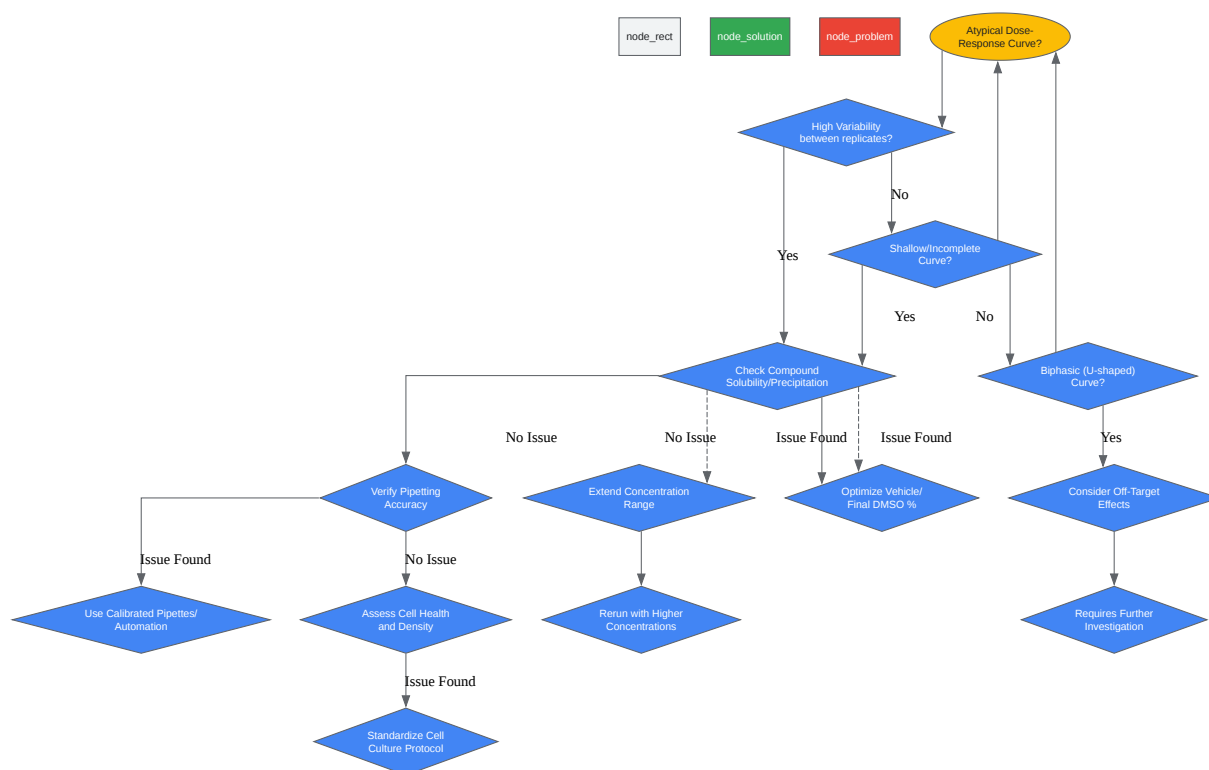 node_rect
node_solution
node_problem
Atypical Dose-
Response Curve?
High Variability
between replicates?
No
Yes
Shallow/Incomplete
Curve?
Yes
No
Check Compound
Solubility/Precipitation
Biphasic (U-shaped)
Curve?
No Issue
No Issue
Issue Found
Issue Found
Yes
Verify Pipetting
Accuracy
Extend Concentration
Range
Optimize Vehicle/
Final DMSO %
Consider Off-Target
Effects
Issue Found
No Issue
Use Calibrated Pipettes/
Automation
Assess Cell Health
and Density
Rerun with Higher
Concentrations
Requires Further
Investigation
Issue Found
Standardize Cell
Culture Protocol